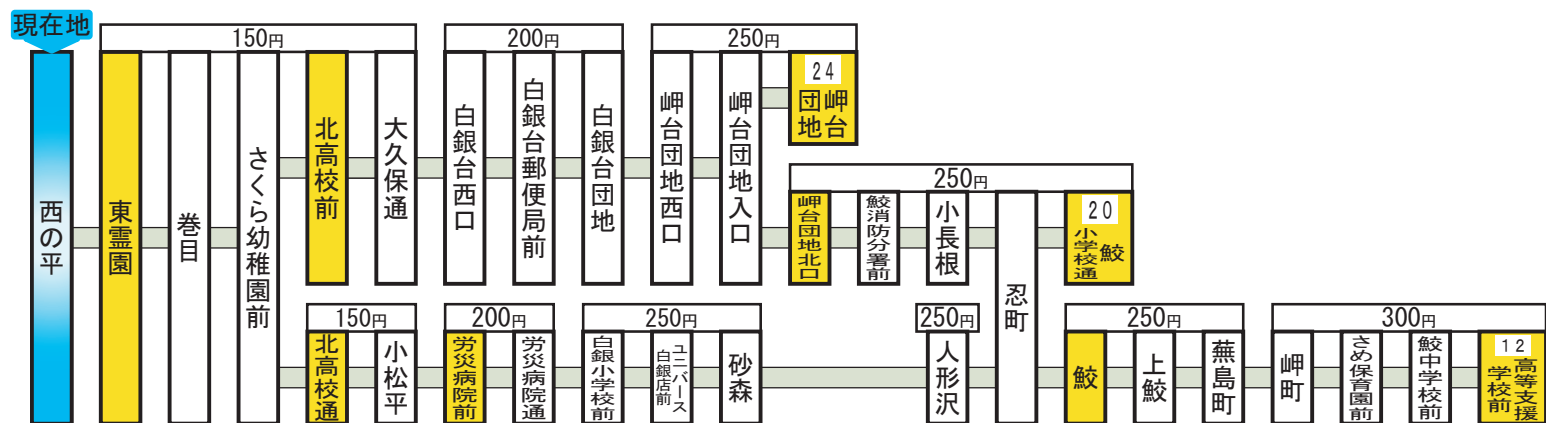 現在地
150円
200円
250円
西の平
東霊園
巻目
さくら幼稚園前
北高校前
大久保通
白銀台西口
白銀台郵便局前
白銀台団地
岬台団地西口
岬台団地入口
24
岬台
団地
250円
岬台団地北口
鮫消防分署前
小長根
忍町
20
鮫
小学校通
150円
200円
250円
250円
250円
300円
北高校通
小松平
労災病院前
労災病院通
白銀小学校前
ユニバース
白銀店前
砂森
人形沢
鮫
上鮫
蕪島町
岬町
さめ保育園前
鮫中学校前
12
高等支援
学校前